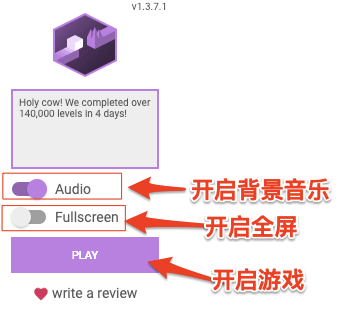 v1.3.7.1
Holy cow! We completed over
140,000 levels in 4 days!
Audio
开启背景音乐
Fullscreen
开启全屏
PLAY
开启游戏
write a review